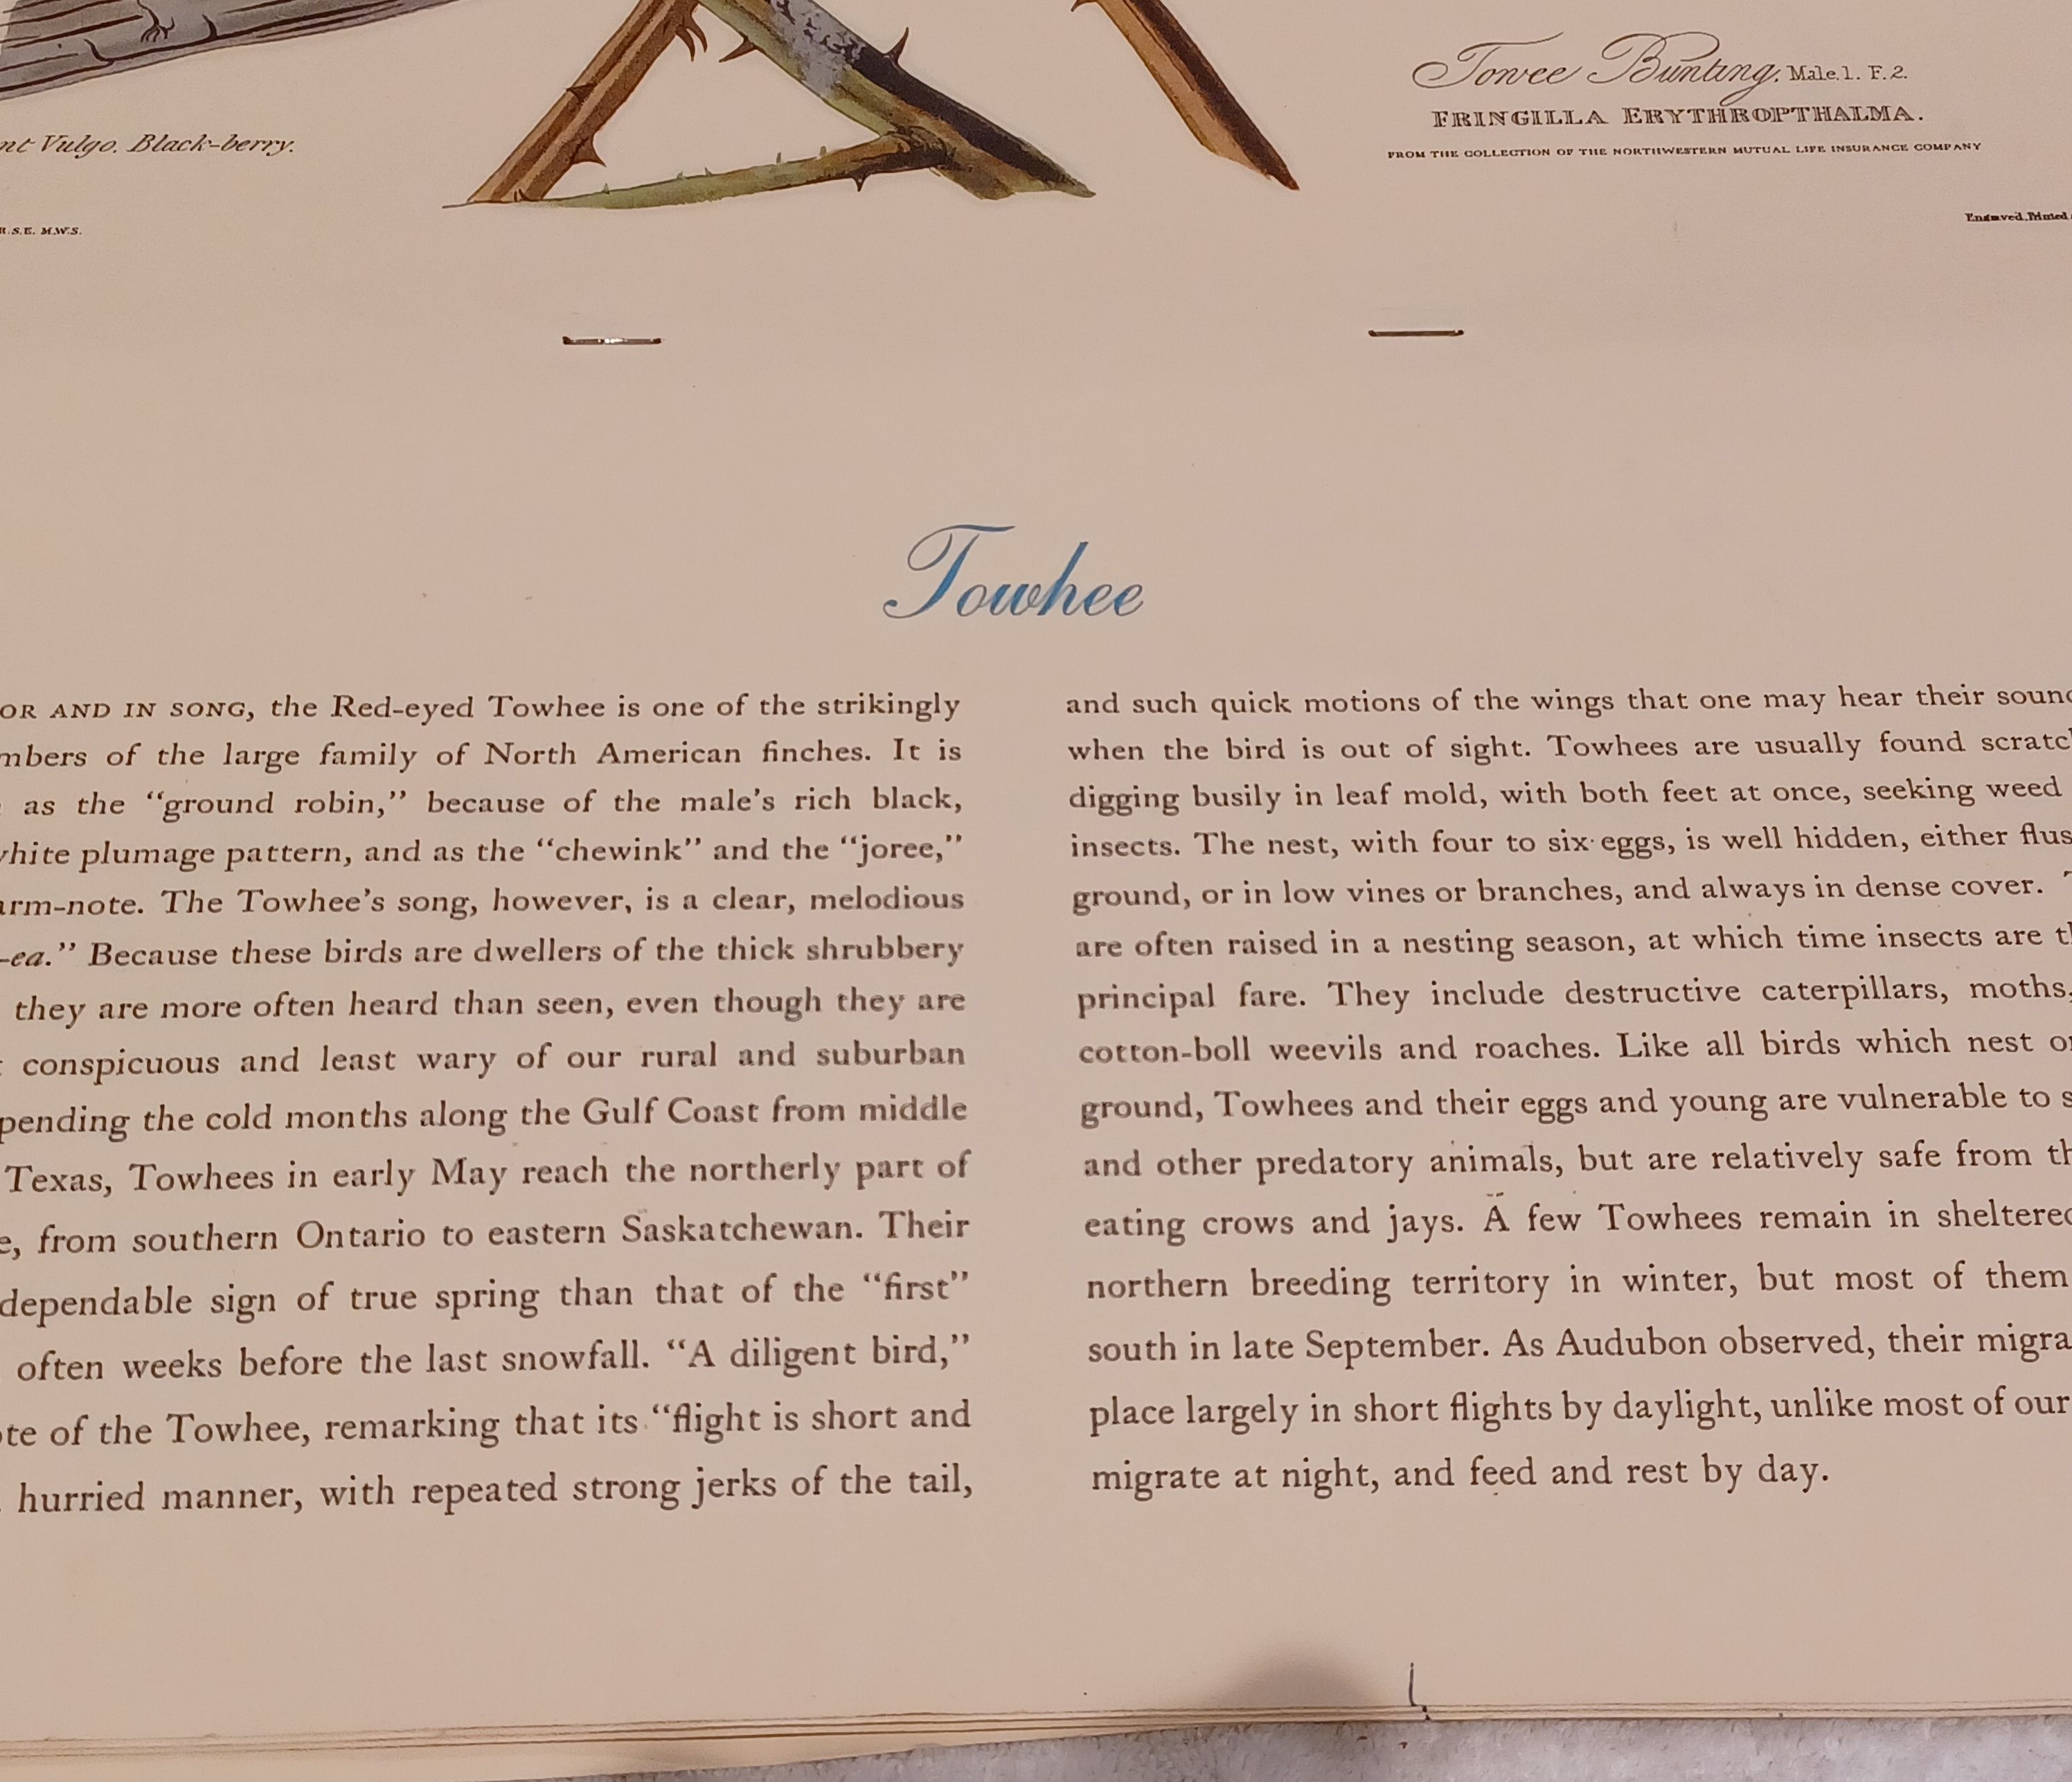 Towee Bunting. Male. 1. F. 2.
FRINGILLA ERYTHROPTHALMA.
FROM THE COLLECTION OF THE NORTHWESTERN MUTUAL LIFE INSURANCE COMPANY
nt Vulgo. Black-berry.
R.S.E. M.W.S.
Engraved, Printed
Towhee
OR AND IN SONG, the Red-eyed Towhee is one of the strikingly
mbers of the large family of North American finches. It is
as the “ground robin,” because of the male’s rich black,
white plumage pattern, and as the “chewink” and the “joree,”
arm-note. The Towhee’s song, however, is a clear, melodious
-ea.” Because these birds are dwellers of the thick shrubbery
they are more often heard than seen, even though they are
conspicuous and least wary of our rural and suburban
pending the cold months along the Gulf Coast from middle
Texas, Towhees in early May reach the northerly part of
e, from southern Ontario to eastern Saskatchewan. Their
dependable sign of true spring than that of the “first”
often weeks before the last snowfall. “A diligent bird,”
ote of the Towhee, remarking that its “flight is short and
hurried manner, with repeated strong jerks of the tail,
and such quick motions of the wings that one may hear their soun
when the bird is out of sight. Towhees are usually found scratc
digging busily in leaf mold, with both feet at once, seeking weed
insects. The nest, with four to six eggs, is well hidden, either flus
ground, or in low vines or branches, and always in dense cover. T
are often raised in a nesting season, at which time insects are t
principal fare. They include destructive caterpillars, moths,
cotton-boll weevils and roaches. Like all birds which nest o
ground, Towhees and their eggs and young are vulnerable to s
and other predatory animals, but are relatively safe from th
eating crows and jays. A few Towhees remain in sheltered
northern breeding territory in winter, but most of them
south in late September. As Audubon observed, their migra
place largely in short flights by daylight, unlike most of our
migrate at night, and feed and rest by day.